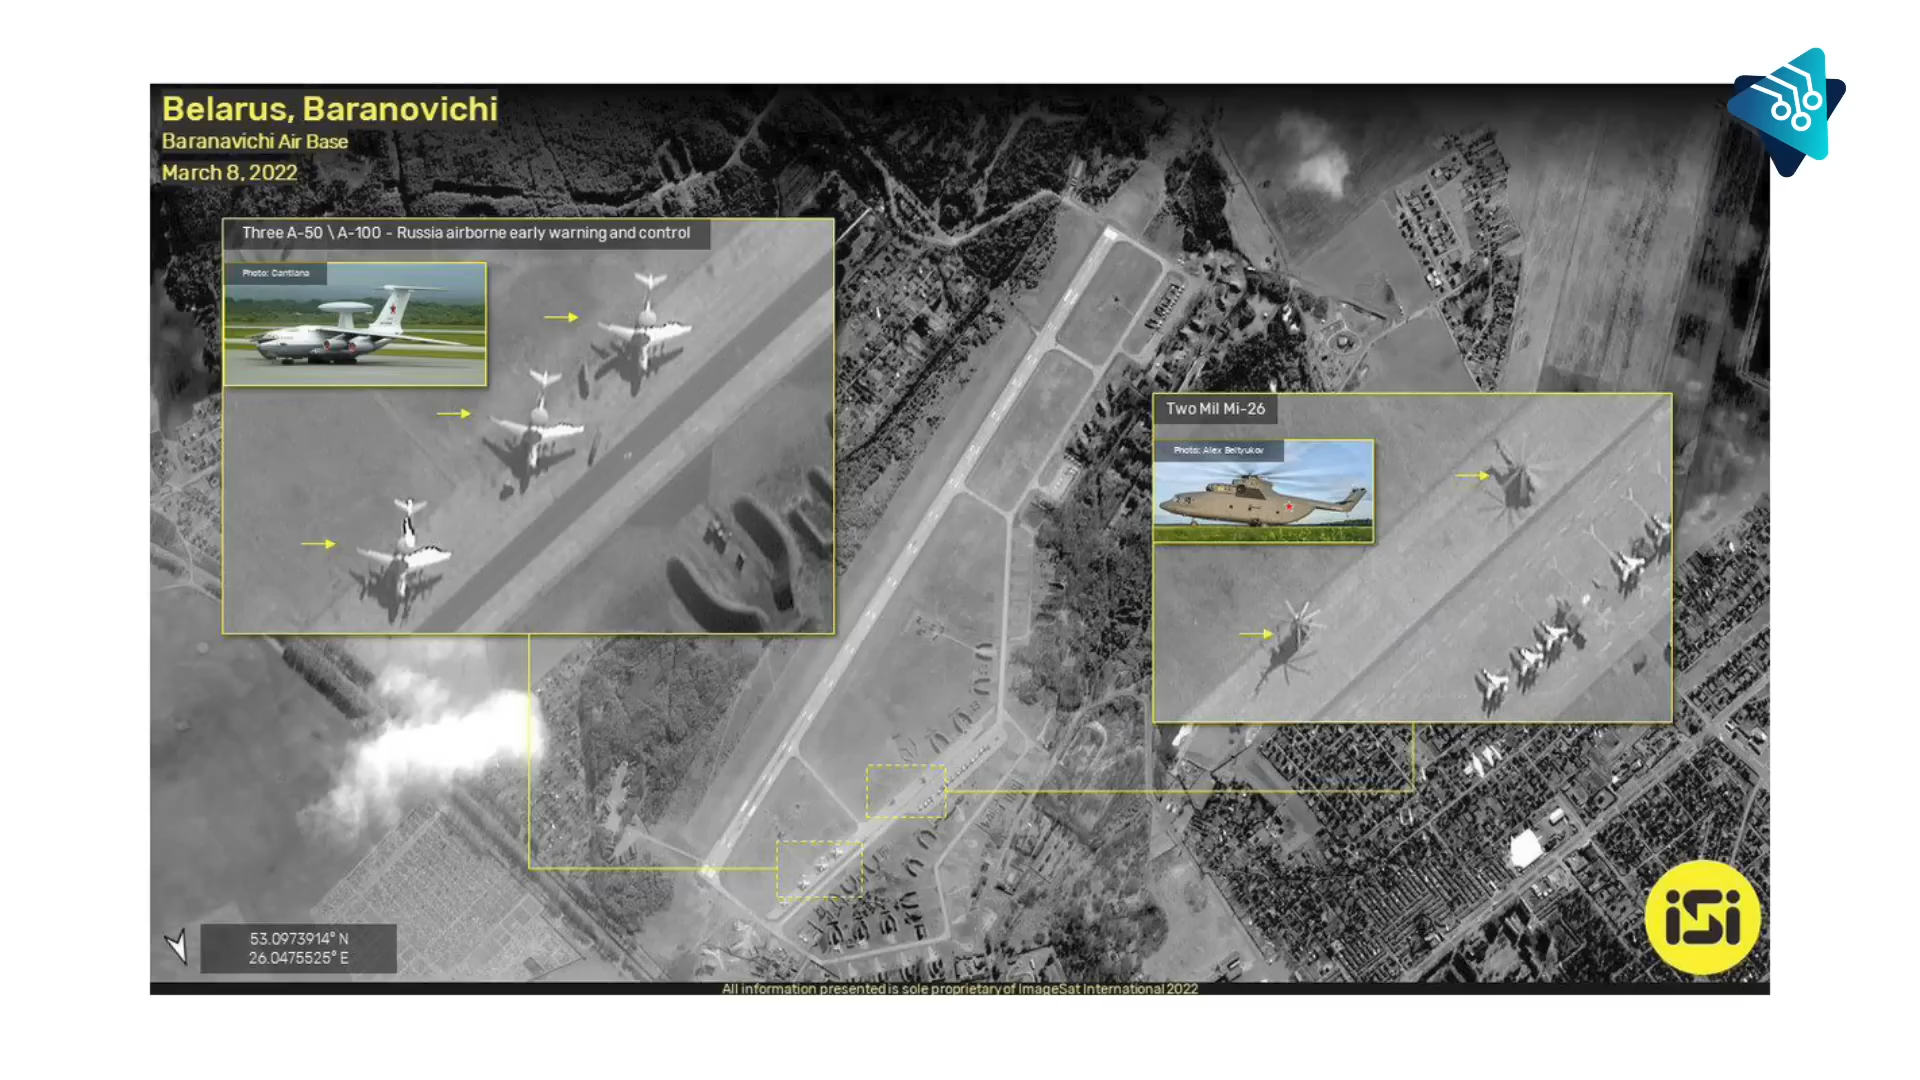 Belarus, Baranovichi
Baranavichi Air Base
March 8, 2022
Three A-50 \ A-100 - Russia airborne early warning and control
Photo: Cantiana
Two Mil Mi-26
Photo: Alex Beltyukov
53.0973914° N
26.0475525° E
iSi
All information presented is sole proprietary of ImageSat International 2022